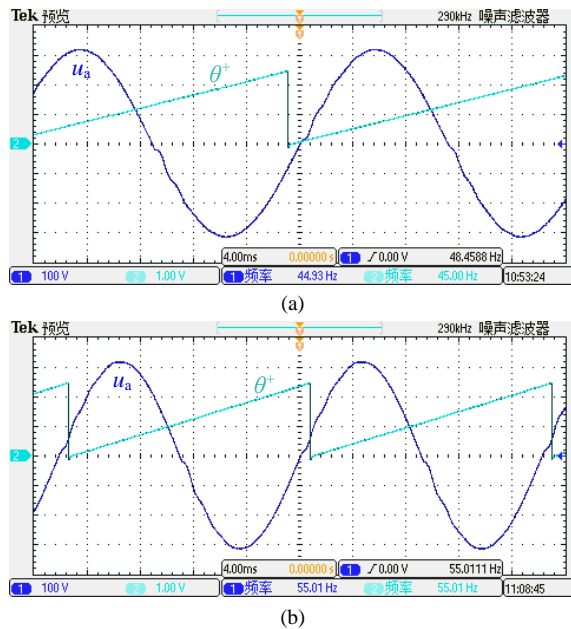 Tek 预览 290kHz 噪声滤波器
T
uₐ θ⁺
2
4.00ms 0.00000 s 1 ʃ 0.00 V 48.4588 Hz
1 100 V 2 1.00 V 1 频率 44.93 Hz 2 频率 45.00 Hz 10:53:24
(a)
Tek 预览 290kHz 噪声滤波器
T
uₐ θ⁺
2
4.00ms 0.00000 s 1 ʃ 0.00 V 55.0111 Hz
1 100 V 2 1.00 V 1 频率 55.01 Hz 2 频率 55.01 Hz 11:08:45
(b)